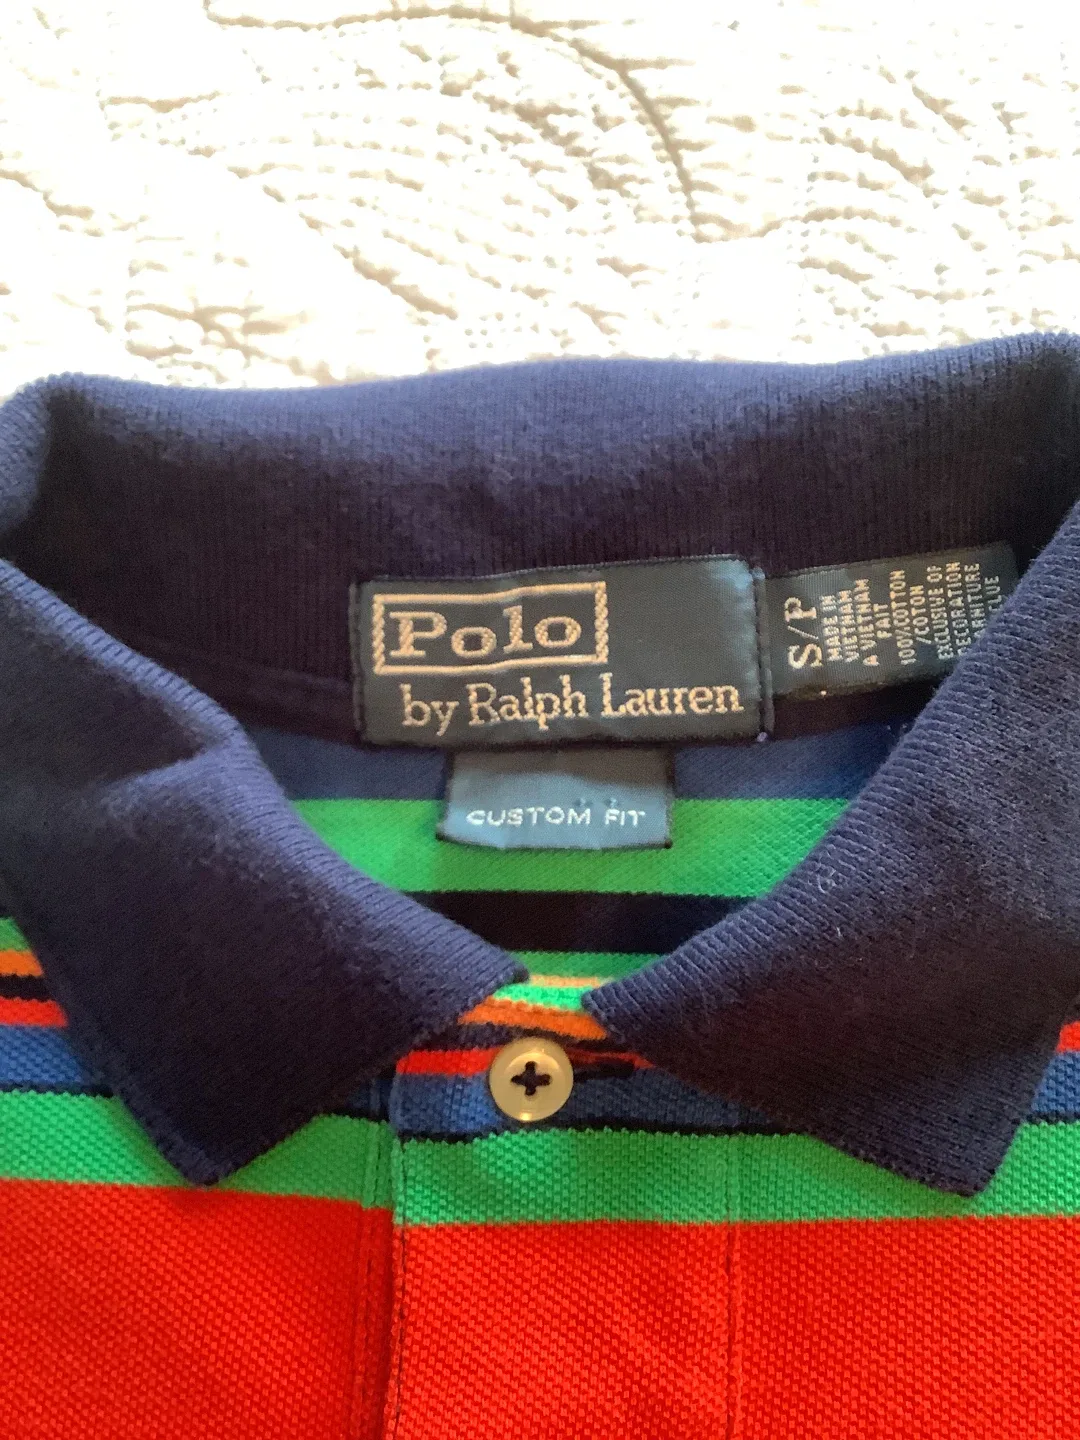 Polo
by Ralph Lauren
CUSTOM FIT
S/P
MADE IN
VIETNAM
A VIETNAM
FAIT
100%COTTON
/COTON
EXCLUSIVE OF
DECORATION